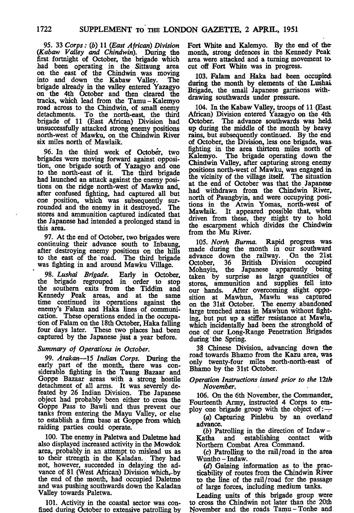 1722 SUPPLEMENT TO THE LONDON GAZETTE, 2 APRIL, 1951
95. 33 Corps: (b) 11 (East African) Division
(Kabaw Valley and Chindwin). During the
first fortnight of October, the brigade which
had been operating in the Sittaung area
on the east of the Chindwin was moving
into and down the Kabaw Valley. The
brigade already in the valley entered Yazagyo
on the 4th October and then cleared the
tracks, which lead from the Tamu-Kalemyo
road across to the Chindwin, of small enemy
detachments. To the north-east, the third
brigade of 11 (East African) Division had
unsuccessfully attacked strong enemy positions
north-west of Mawku, on the Chindwin River
six miles north of Mawlaik.
96. In the third week of October, two
brigades were moving forward against opposi-
tion, one brigade south of Yazagyo and one
to the north-east of it. The third brigade
had launched an attack against the enemy posi-
tions on the ridge north-west of Mawku and,
after confused fighting, had captured all but
one position, which was subsequently sur-
rounded and the enemy in it destroyed. The
stores and ammunition captured indicated that
the Japanese had intended a prolonged stand in
this area.
97. At the end of October, two brigades were
continuing their advance south to Inbaung,
after destroying enemy positions on the hills
to the east of the road. The third brigade
was fighting in and around Mawku Village.
98. Lushai Brigade. Early in October,
the brigade regrouped in order to stop
the southern exits from the Tiddim and
Kennedy Peak areas, and at the same
time continued its operations against the
enemy's Falam and Haka lines of communi-
cation. These operations ended in the occupa-
tion of Falam on the 18th October, Haka falling
four days later. These two places had been
captured by the Japanese just a year before.
Summary of Operations in October.
99. Arakan—15 Indian Corps. During the
early part of the month, there was con-
siderable fighting in the Taung Bazaar and
Goppe Bazaar areas with a strong hostile
detachment of all arms. It was severely de-
feated by 26 Indian Division. The Japanese
object had probably been either to cross the
Goppe Pass to Bawli and thus prevent our
tanks from entering the Mayu Valley, or else
to establish a firm base at Goppe from which
raiding parties could operate.
100. The enemy in Paletwa and Daletme had
also displayed increased activity in the Mowdok
area, probably in an attempt to mislead us as
to their strength in the Kaladan. They had
not, however, succeeded in delaying the ad-
vance of 81 (West African) Division which, by
the end of the month, had occupied Daletme
and was pushing southwards down the Kaladan
Valley towards Paletwa.
101. Activity in the coastal sector was con-
fined during October to extensive patrolling by
Fort White and Kalemyo. By the end of the
month, strong defences in the Kennedy Peak
area were attacked and a turning movement to
cut off Fort White was in progress.
103. Falam and Haka had been occupied
during the month by elements of the Lushai
Brigade, the small Japanese garrisons with-
drawing southwards under pressure.
104. In the Kabaw Valley, troops of 11 (East
African) Division entered Yazagyo on the 4th
October. The advance southwards was held
up during the middle of the month by heavy
rains, but subsequently continued. By the end
of October, the Division, less one brigade, was
fighting in the area thirteen miles north of
Kalemyo. The brigade operating down the
Chindwin Valley, after capturing strong enemy
positions north-west of Mawku, was engaged in
the vicinity of the village itself. The situation
at the end of October was that the Japanese
had withdrawn from the Chindwin River,
north of Paungbyin, and were occupying posi-
tions in the Atwin Yomas, north-west of
Mawlaik. It appeared possible that, when
driven from these, they might try to hold
the escarpment which divides the Chindwin
from the Mu River.
105. North Burma. Rapid progress was
made during the month in our southward
advance down the railway. On the 21st
October, 36 British Division occupied
Mohnyin, the Japanese apparently being
taken by surprise as large quantities of
stores, ammunition and supplies fell into
our hands. After overcoming slight oppo-
sition at Mawhun, Mawlu was captured
on the 31st October. The enemy abandoned
large trenched areas in Mawhun without fight-
ing, but put up a stiffer resistance at Mawlu,
which incidentally had been the stronghold of
one of our Long-Range Penetration Brigades
during the Spring.
38 Chinese Division, advancing down the
road towards Bhamo from the Kazu area, was
only twenty-four miles north-north-east of
Bhamo by the 31st October.
Operation Instructions issued prior to the 12th
November.
106. On the 6th November, the Commander,
Fourteenth Army, instructed 4 Corps to em-
ploy one brigade group with the object of:—
(a) Capturing Pinlebu by an overland
advance.
(b) Patrolling in the direction of Indaw-
Katha and establishing contact with
Northern Combat Area Command.
(c) Patrolling to the rail/road in the area
Wuntho-Indaw.
(d) Gaining information as to the prac-
ticability of routes from the Chindwin River
to the line of the rail/road for the passage
of large forces, including medium tanks.
Leading units of this brigade group were
to cross the Chindwin not later than the 20th
November and the roads Tamu-Tonhe and